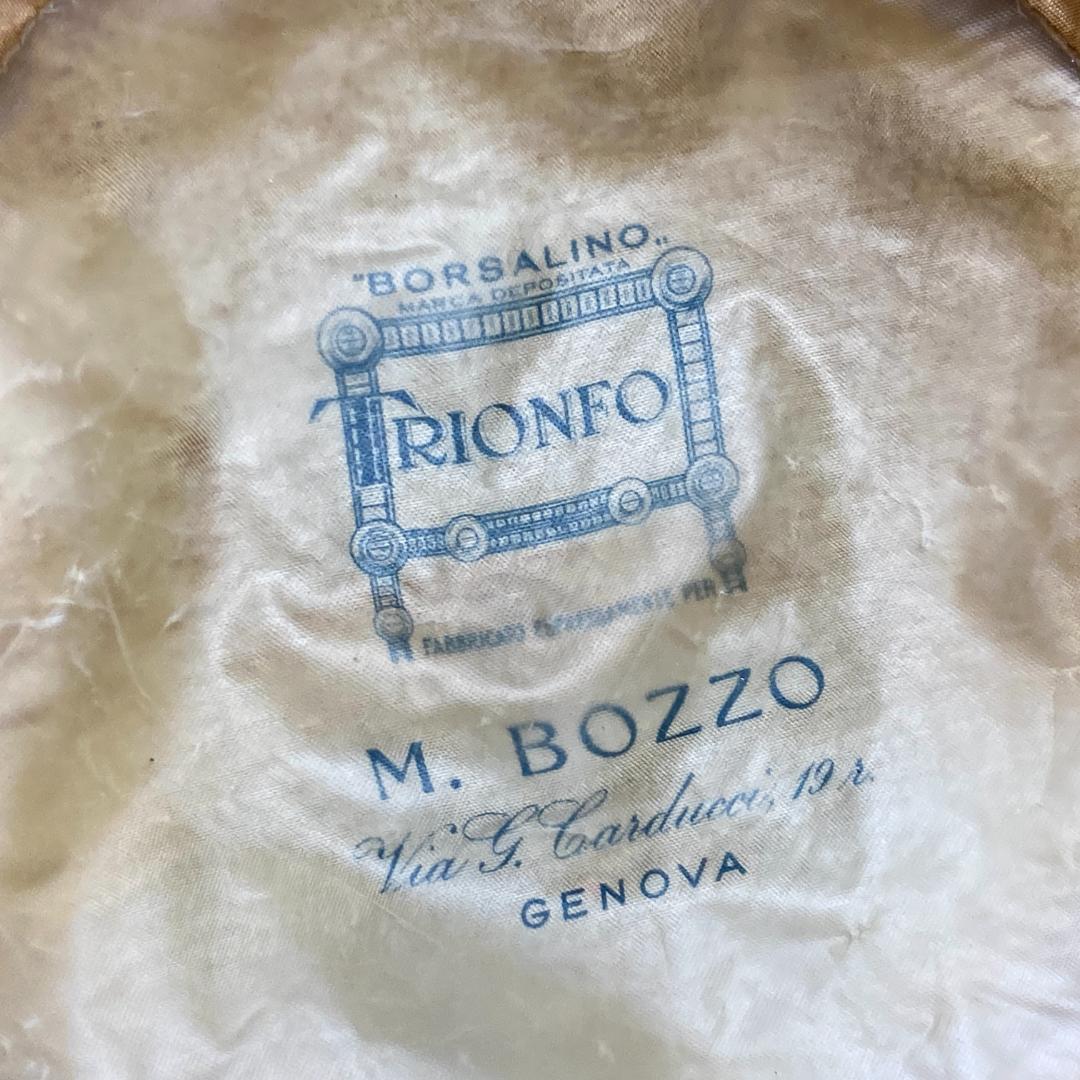 "BORSALINO„
MARCA DEPOSITATA
TRIONFO
FABBRICATO ESPRESSAMENTE PER
M. BOZZO
Via G. Carducci, 19 r.
GENOVA